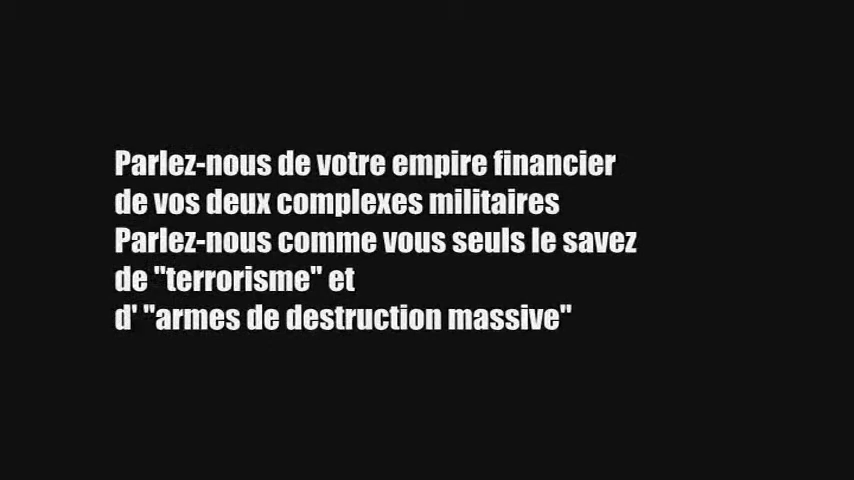 Parlez-nous de votre empire financier
de vos deux complexes militaires
Parlez-nous comme vous seuls le savez
de "terrorisme" et
d' "armes de destruction massive"